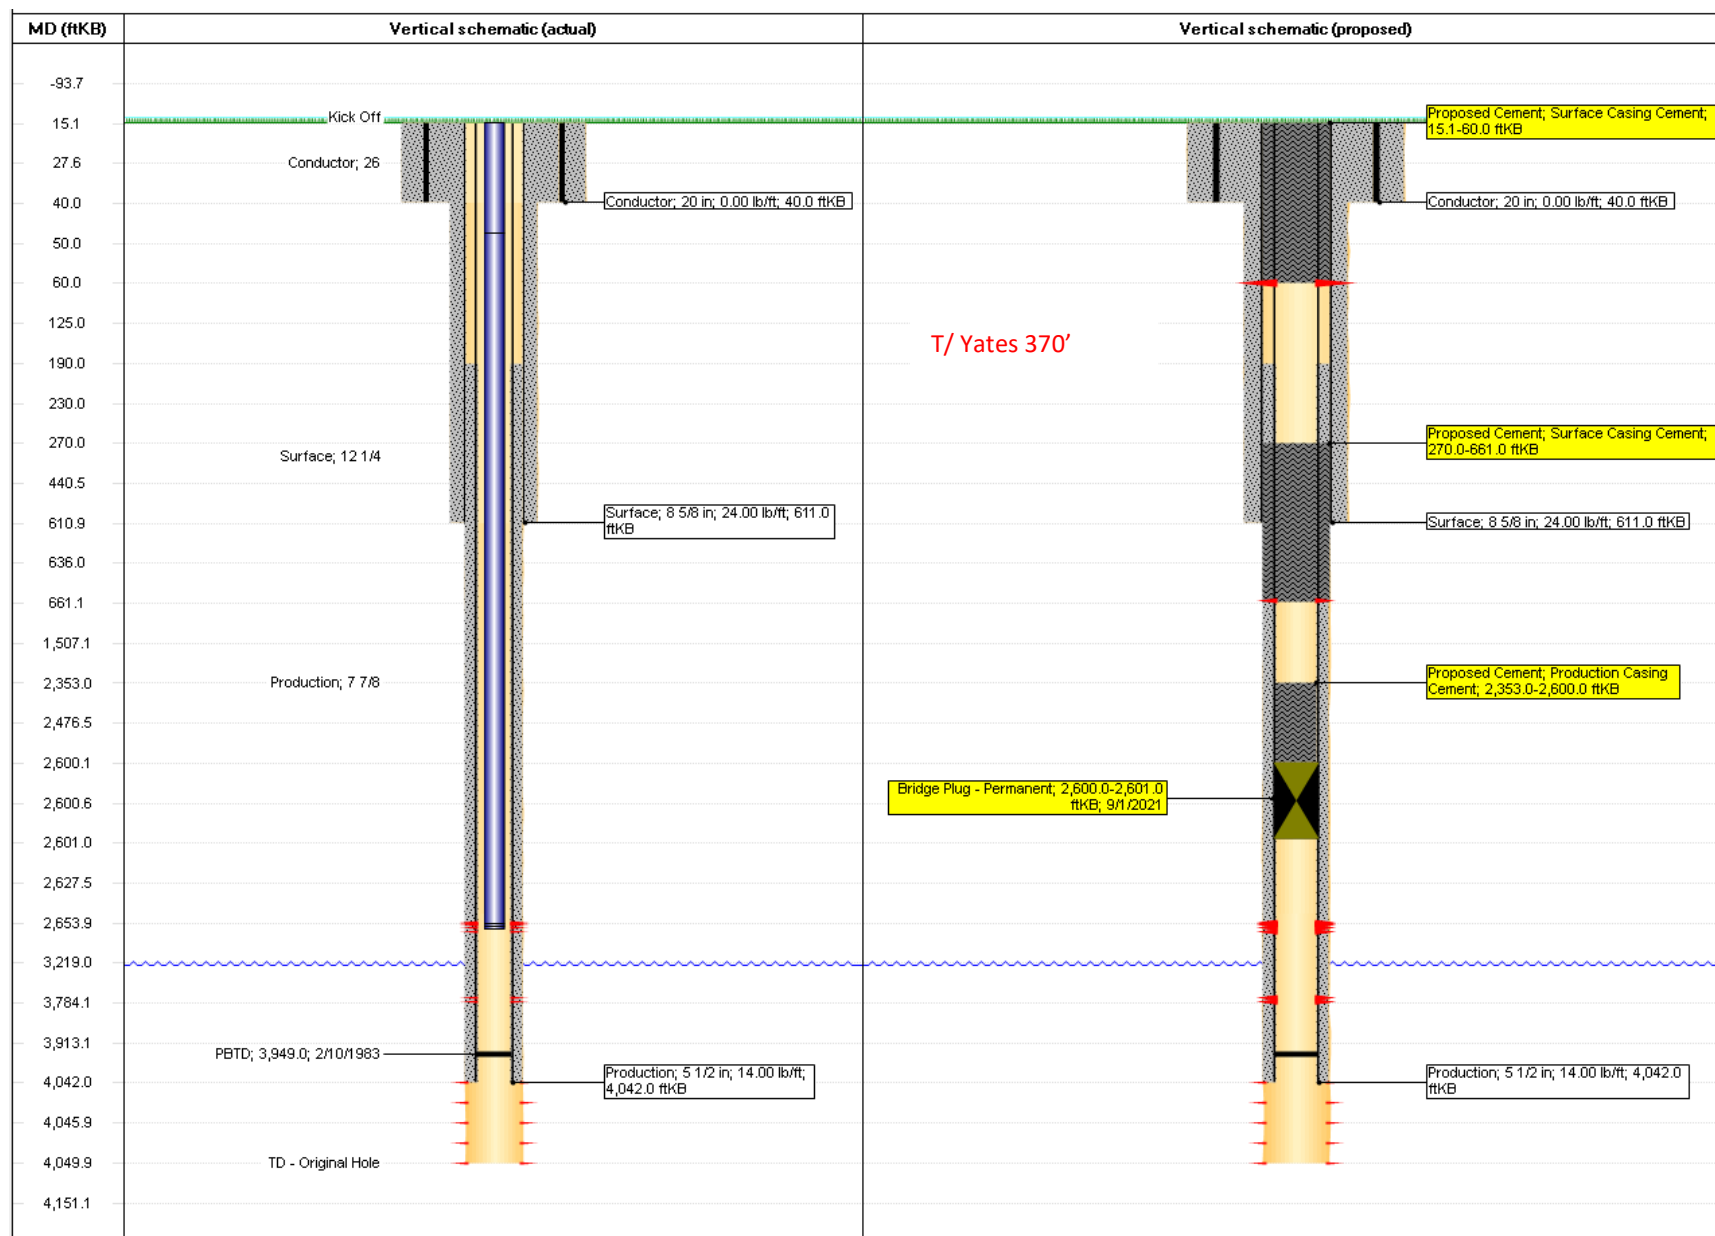 MD (ftKB)
Vertical schematic (actual)
Vertical schematic (proposed)
-93.7
15.1
27.6
40.0
50.0
60.0
125.0
190.0
230.0
270.0
440.5
610.9
636.0
661.1
1,507.1
2,353.0
2,476.5
2,600.1
2,600.6
2,601.0
2,627.5
2,653.9
3,219.0
3,784.1
3,913.1
4,042.0
4,045.9
4,049.9
4,151.1
Kick Off
Conductor; 26
Conductor; 20 in; 0.00 lb/ft; 40.0 ftKB
Surface; 12 1/4
Surface; 8 5/8 in; 24.00 lb/ft; 611.0
ftKB
Production; 7 7/8
PBTD; 3,949.0; 2/10/1983
Production; 5 1/2 in; 14.00 lb/ft;
4,042.0 ftKB
TD - Original Hole
Proposed Cement; Surface Casing Cement;
15.1-60.0 ftKB
Conductor; 20 in; 0.00 lb/ft; 40.0 ftKB
T/ Yates 370’
Proposed Cement; Surface Casing Cement;
270.0-661.0 ftKB
Surface; 8 5/8 in; 24.00 lb/ft; 611.0 ftKB
Proposed Cement; Production Casing
Cement; 2,353.0-2,600.0 ftKB
Bridge Plug - Permanent; 2,600.0-2,601.0
ftKB; 9/1/2021
Production; 5 1/2 in; 14.00 lb/ft; 4,042.0
ftKB